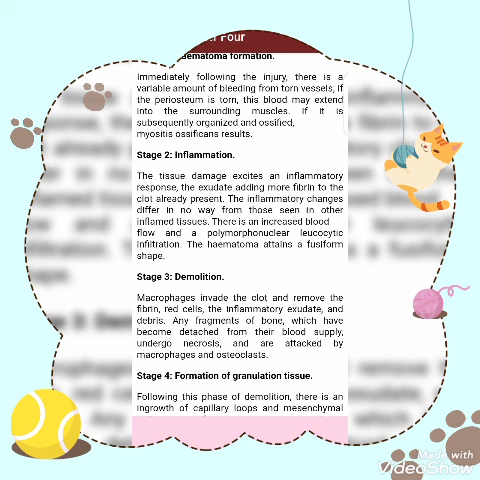 Four
aematoma formation.
Immediately following the injury, there is a
variable amount of bleeding from torn vessels; if
the periosteum is torn, this blood may extend
into the surrounding muscles. If it is
subsequently organized and ossified,
myositis ossificans results.
Stage 2: Inflammation.
The tissue damage excites an inflammatory
response, the exudate adding more fibrin to the
clot already present. The inflammatory changes
differ in no way from those seen in other
inflamed tissues. There is an increased blood
flow and a polymorphonuclear leucocytic
infiltration. The haematoma attains a fusiform
shape.
Stage 3: Demolition.
Macrophages invade the clot and remove the
fibrin, red cells, the inflammatory exudate, and
debris. Any fragments of bone, which have
become detached from their blood supply,
undergo necrosis, and are attacked by
macrophages and osteoclasts.
Stage 4: Formation of granulation tissue.
Following this phase of demolition, there is an
ingrowth of capillary loops and mesenchymal
Made with
VideoShow